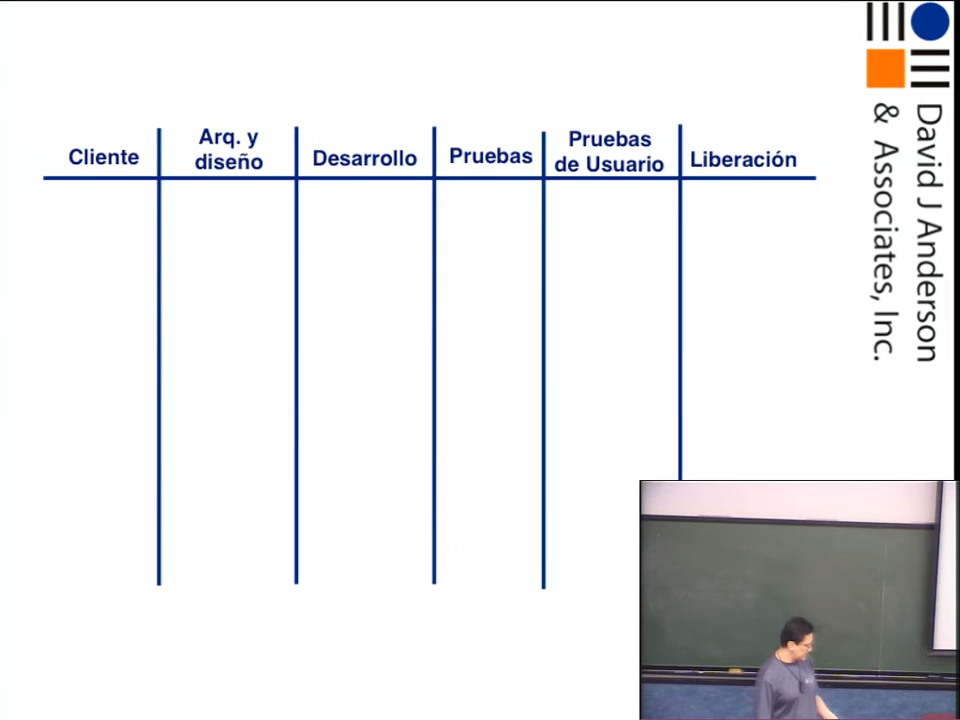 Cliente
Arq. y
diseño
Desarrollo
Pruebas
Pruebas
de Usuario
Liberación
David J Anderson
& Associates, Inc.